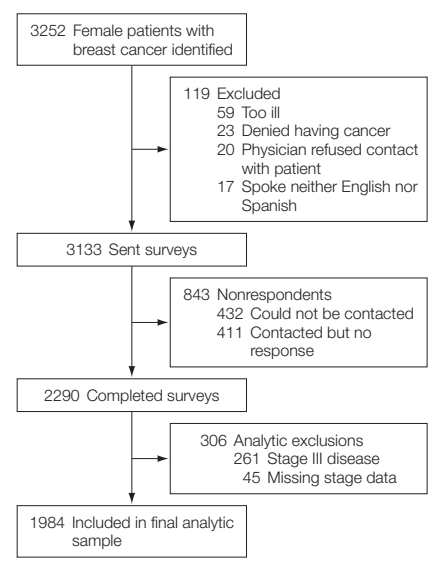 3252 Female patients with
breast cancer identified
119 Excluded
59 Too ill
23 Denied having cancer
20 Physician refused contact
with patient
17 Spoke neither English nor
Spanish
3133 Sent surveys
843 Nonrespondents
432 Could not be contacted
411 Contacted but no
response
2290 Completed surveys
306 Analytic exclusions
261 Stage III disease
45 Missing stage data
1984 Included in final analytic
sample